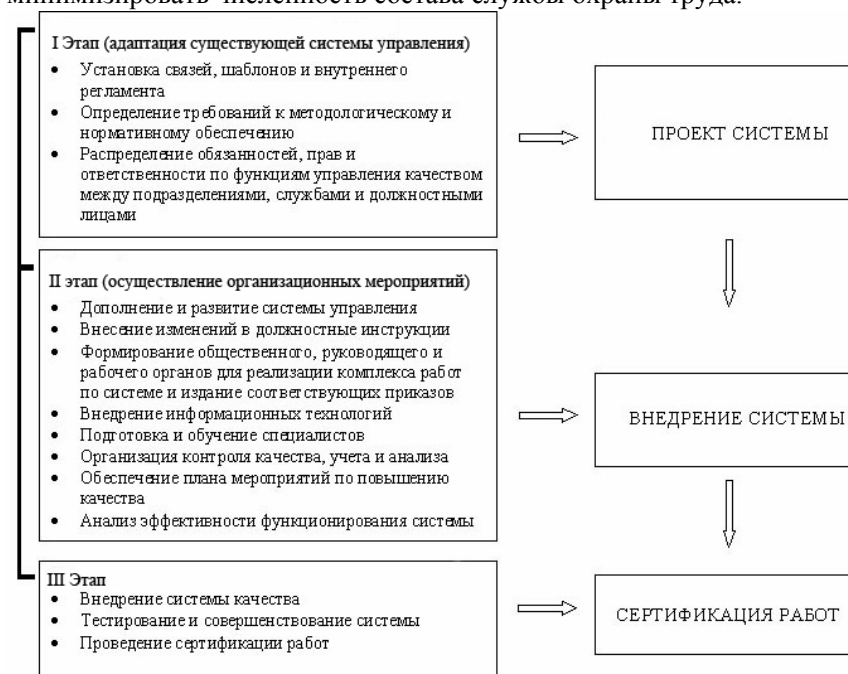 минимизировать численность состава службы охраны труда.
I Этап (адаптация существующей системы управления)
• Установка связей, шаблонов и внутреннего
регламента
• Определение требований к методологическому и
нормативному обеспечению
• Распределение обязанностей, прав и
ответственности по функциям управления качеством
между подразделениями, службами и должностными
лицами
ПРОЕКТ СИСТЕМЫ
II этап (осуществление организационных мероприятий)
• Дополнение и развитие системы управления
• Внесение изменений в должностные инструкции
• Формирование общественного, руководящего и
рабочего органов для реализации комплекса работ
по системе и издание соответствующих приказов
• Внедрение информационных технологий
• Подготовка и обучение специалистов
• Организация контроля качества, учета и анализа
• Обеспечение плана мероприятий по повышению
качества
• Анализ эффективности функционирования системы
ВНЕДРЕНИЕ СИСТЕМЫ
III Этап
• Внедрение системы качества
• Тестирование и совершенствование системы
• Проведение сертификации работ
СЕРТИФИКАЦИЯ РАБОТ